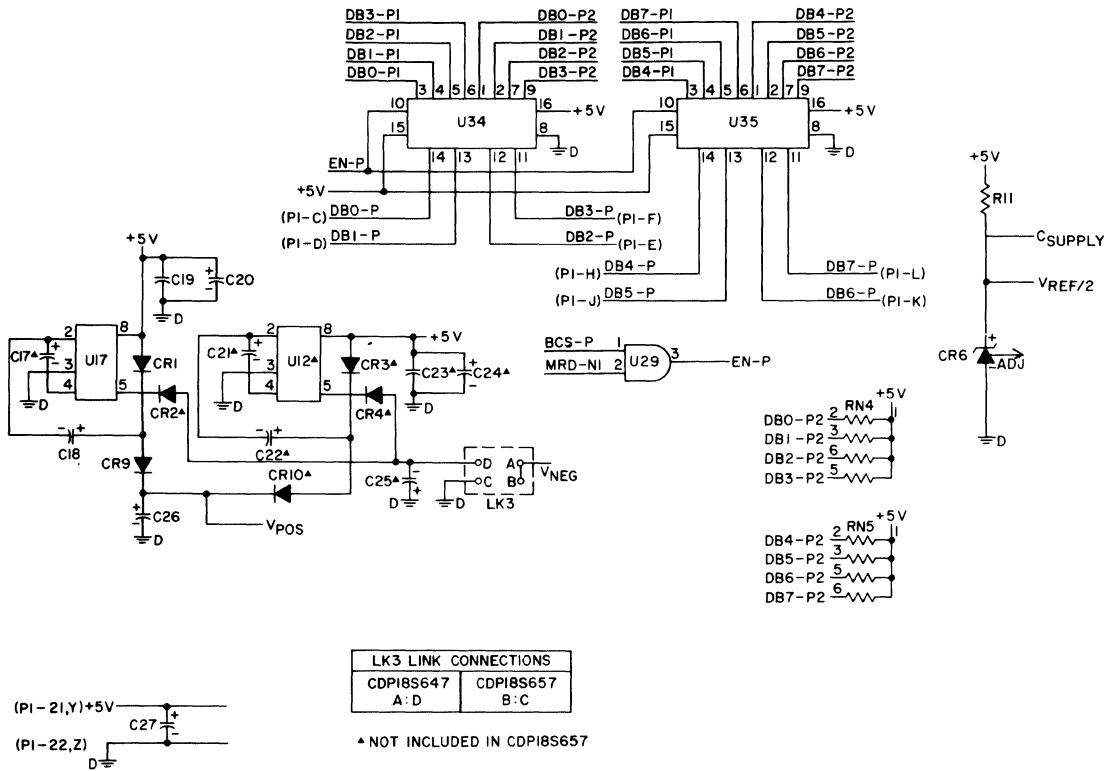 DB3-P1 DB0-P2 DB7-P1 DB4-P2
DB2-P1 DB1-P2 DB6-P1 DB5-P2
DB1-P1 DB2-P2 DB5-P1 DB6-P2
DB0-P1 DB3-P2 DB4-P1 DB7-P2
3 4 5 6 1 2 7 9 3 4 5 6 1 2 7 9
10 16 +5V 10 16 +5V
U34 U35
15 8 D 15 8 D
14 13 12 11 14 13 12 11
EN-P
+5V
(P1-C) DB0-P DB3-P (P1-F)
(P1-D) DB1-P DB2-P (P1-E)
(P1-H) DB4-P DB7-P (P1-L)
(P1-J) DB5-P DB6-P (P1-K)
+5V
R11
CSUPPLY
VREF/2
CR6 + - ADJ
D
+5V
C19 + - C20
D
2 8
C17▲ + - U17 CR1
3
4 5
D CR2▲
- + C18
CR9
+ - C26
D
VPOS
2 8 +5V
C21▲ + - U12▲ CR3▲
3
4 5
D CR4▲
C23▲ + - C24▲
D
- + C22▲
CR10▲
C25▲ - +
D
D A VNEG
C B
D LK3
BCS-P 1
U29 3 EN-P
MRD-N1 2
+5V
RN4 1
DB0-P2 2
DB1-P2 3
DB2-P2 6
DB3-P2 5
+5V
RN5 1
DB4-P2 2
DB5-P2 3
DB6-P2 5
DB7-P2 6
LK3 LINK CONNECTIONS
CDP18S647 CDP18S657
A:D B:C
▲ NOT INCLUDED IN CDP18S657
(P1-21,Y)+5V
C27 + -
(P1-22,Z)
D